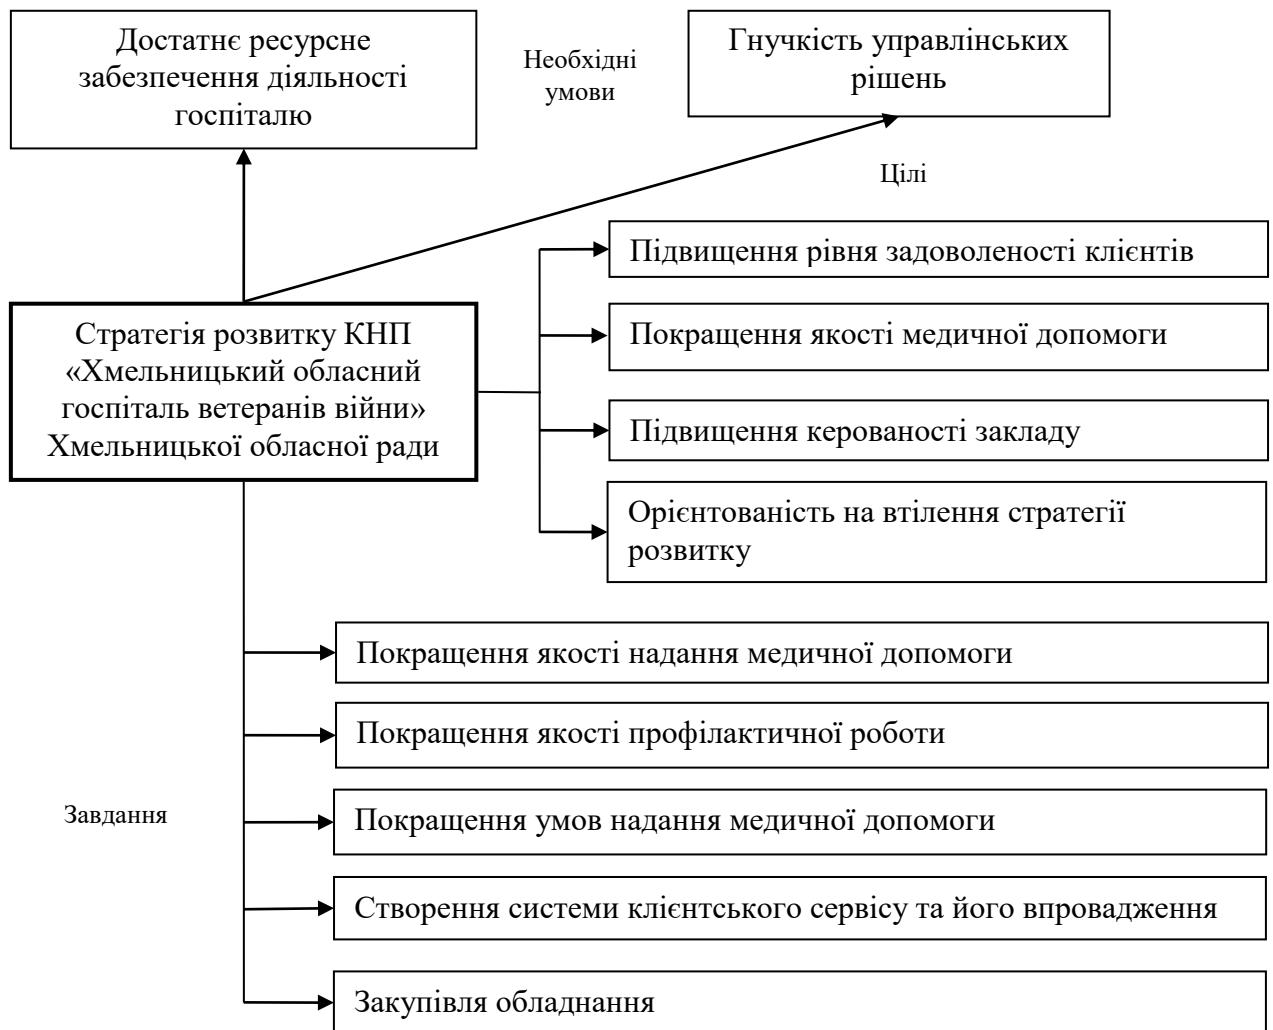 Достатнє ресурсне
забезпечення діяльності
госпіталю
Необхідні
умови
Гнучкість управлінських
рішень
Цілі
Підвищення рівня задоволеності клієнтів
Покращення якості медичної допомоги
Підвищення керованості закладу
Орієнтованість на втілення стратегії
розвитку
Стратегія розвитку КНП
«Хмельницький обласний
госпіталь ветеранів війни»
Хмельницької обласної ради
Завдання
Покращення якості надання медичної допомоги
Покращення якості профілактичної роботи
Покращення умов надання медичної допомоги
Створення системи клієнтського сервісу та його впровадження
Закупівля обладнання